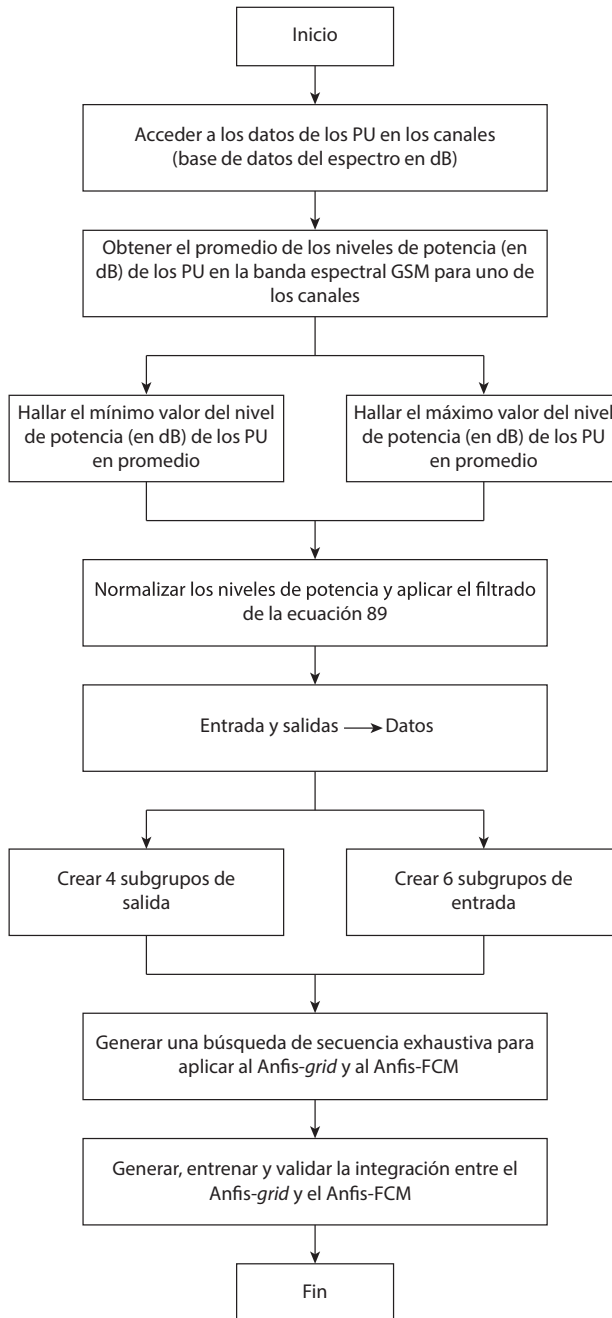 Inicio
Acceder a los datos de los PU en los canales
(base de datos del espectro en dB)
Obtener el promedio de los niveles de potencia (en
dB) de los PU en la banda espectral GSM para uno de
los canales
Hallar el mínimo valor del nivel
de potencia (en dB) de los PU
en promedio
Hallar el máximo valor del nivel
de potencia (en dB) de los PU
en promedio
Normalizar los niveles de potencia y aplicar el filtrado
de la ecuación 89
Entrada y salidas → Datos
Crear 4 subgrupos de
salida
Crear 6 subgrupos de
entrada
Generar una búsqueda de secuencia exhaustiva para
aplicar al Anfis-grid y al Anfis-FCM
Generar, entrenar y validar la integración entre el
Anfis-grid y el Anfis-FCM
Fin